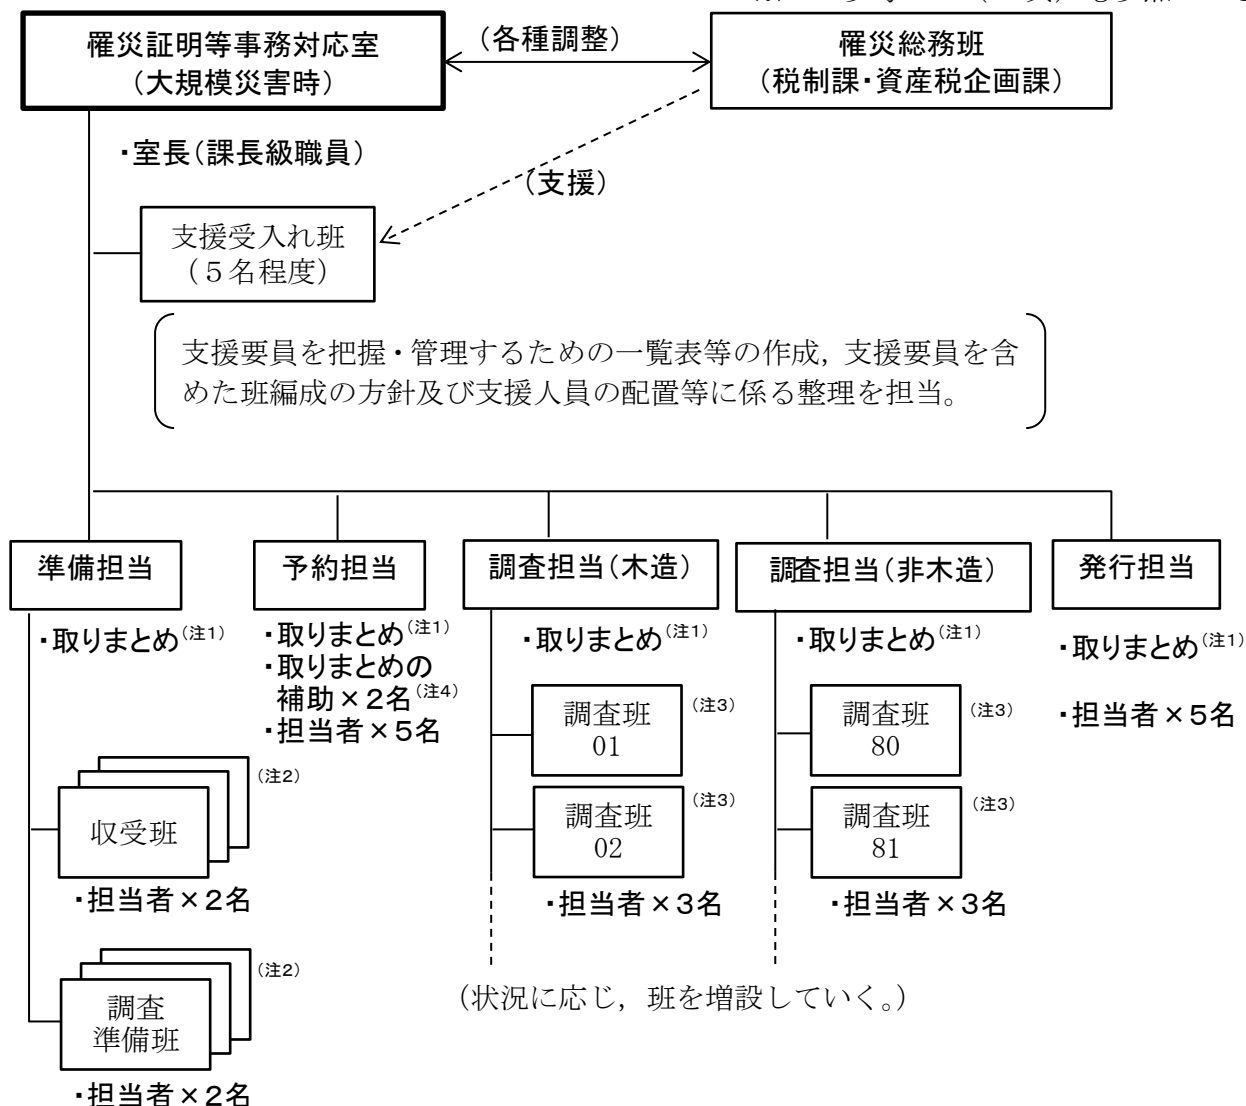 罹災証明等事務対応室
（大規模災害時）
（各種調整）
罹災総務班
（税制課・資産税企画課）
・室長（課長級職員）
（支援）
支援受入れ班
（５名程度）
支援要員を把握・管理するための一覧表等の作成，支援要員を含
めた班編成の方針及び支援人員の配置等に係る整理を担当。
準備担当
予約担当
調査担当（木造）
調査担当（非木造）
発行担当
・取りまとめ（注1）
・取りまとめ（注1）
・取りまとめの
補助×２名（注4）
・担当者×５名
・取りまとめ（注1）
・取りまとめ（注1）
・取りまとめ（注1）
・担当者×５名
調査班
01
（注3）
調査班
80
（注3）
収受班
（注2）
調査班
02
（注3）
調査班
81
（注3）
・担当者×２名
・担当者×３名
・担当者×３名
調査
準備班
（注2）
（状況に応じ，班を増設していく。）
・担当者×２名